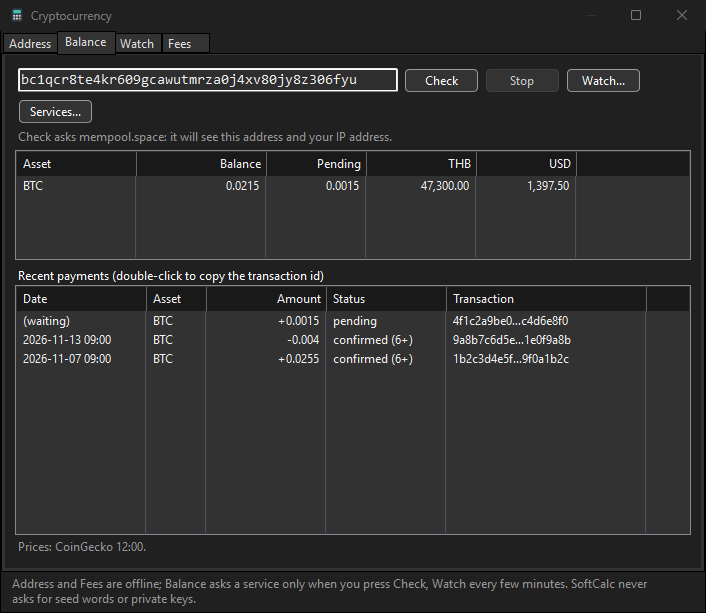 Cryptocurrency
Address Balance Watch Fees
bc1qcr8te4kr609gcawutmrza0j4xv80jy8z306fyu Check Stop Watch...
Services...
Check asks mempool.space: it will see this address and your IP address.
Asset Balance Pending THB USD
BTC 0.0215 0.0015 47,300.00 1,397.50
Recent payments (double-click to copy the transaction id)
Date Asset Amount Status Transaction
(waiting) BTC +0.0015 pending 4f1c2a9be0...c4d6e8f0
2026-11-13 09:00 BTC -0.004 confirmed (6+) 9a8b7c6d5e...1e0f9a8b
2026-11-07 09:00 BTC +0.0255 confirmed (6+) 1b2c3d4e5f...9f0a1b2c
Prices: CoinGecko 12:00.
Address and Fees are offline; Balance asks a service only when you press Check, Watch every few minutes. SoftCalc never
asks for seed words or private keys.